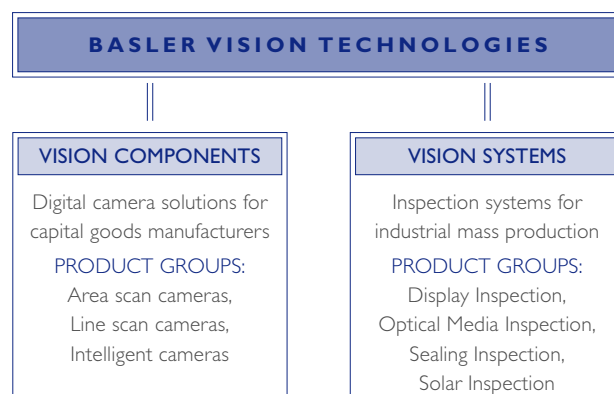 BASLER VISION TECHNOLOGIES
VISION COMPONENTS
Digital camera solutions for
capital goods manufacturers
PRODUCT GROUPS:
Area scan cameras,
Line scan cameras,
Intelligent cameras
VISION SYSTEMS
Inspection systems for
industrial mass production
PRODUCT GROUPS:
Display Inspection,
Optical Media Inspection,
Sealing Inspection,
Solar Inspection